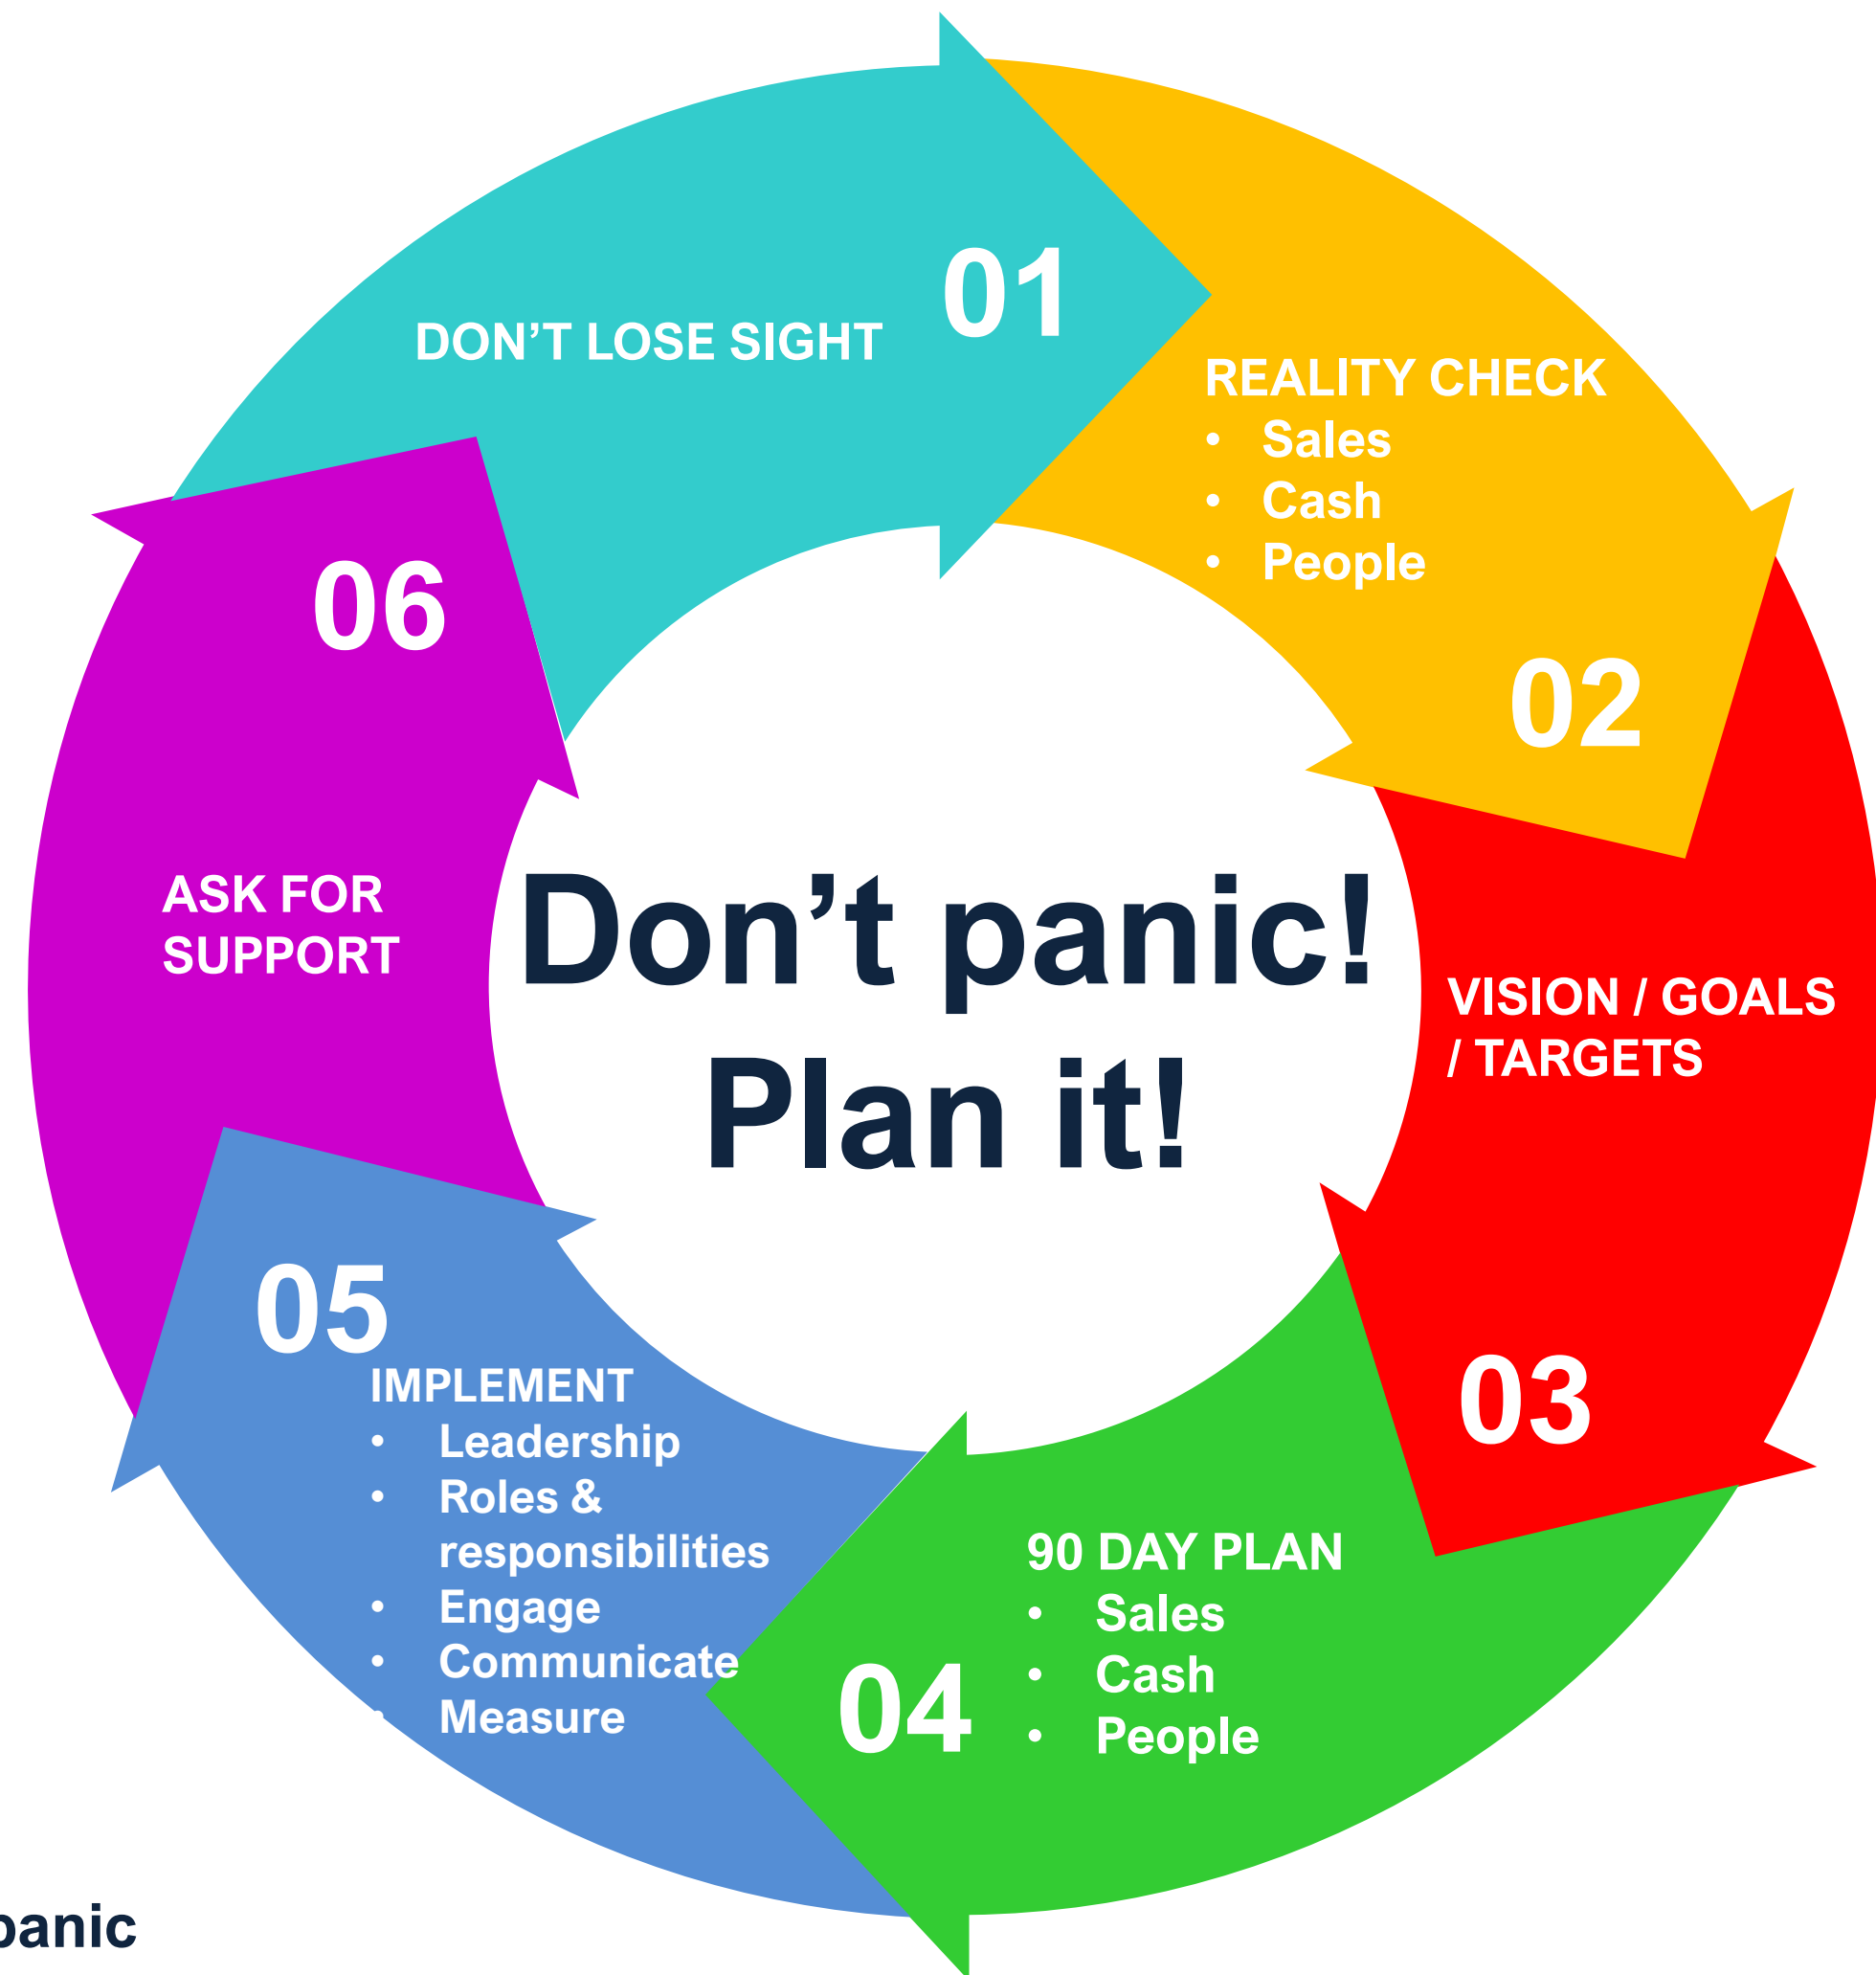 01
DON’T LOSE SIGHT
REALITY CHECK
• Sales
• Cash
• People
02
VISION / GOALS
/ TARGETS
03
90 DAY PLAN
• Sales
• Cash
• People
04
IMPLEMENT
• Leadership
• Roles &
responsibilities
• Engage
• Communicate
• Measure
05
ASK FOR
SUPPORT
06
Don’t panic!
Plan it!
panic